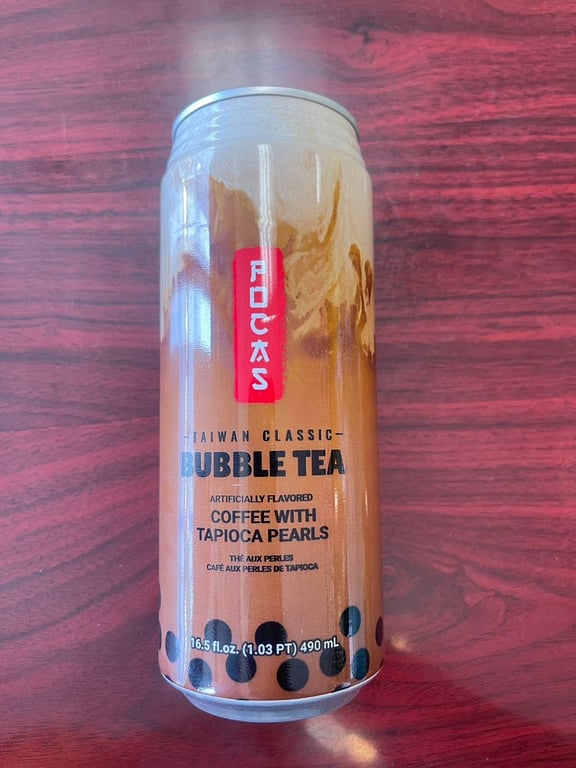 POCAS
-TAIWAN CLASSIC-
BUBBLE TEA
ARTIFICIALLY FLAVORED
COFFEE WITH
TAPIOCA PEARLS
THÉ AUX PERLES
CAFÉ AUX PERLES DE TAPIOCA
16.5 fl.oz. (1.03 PT) 490 mL